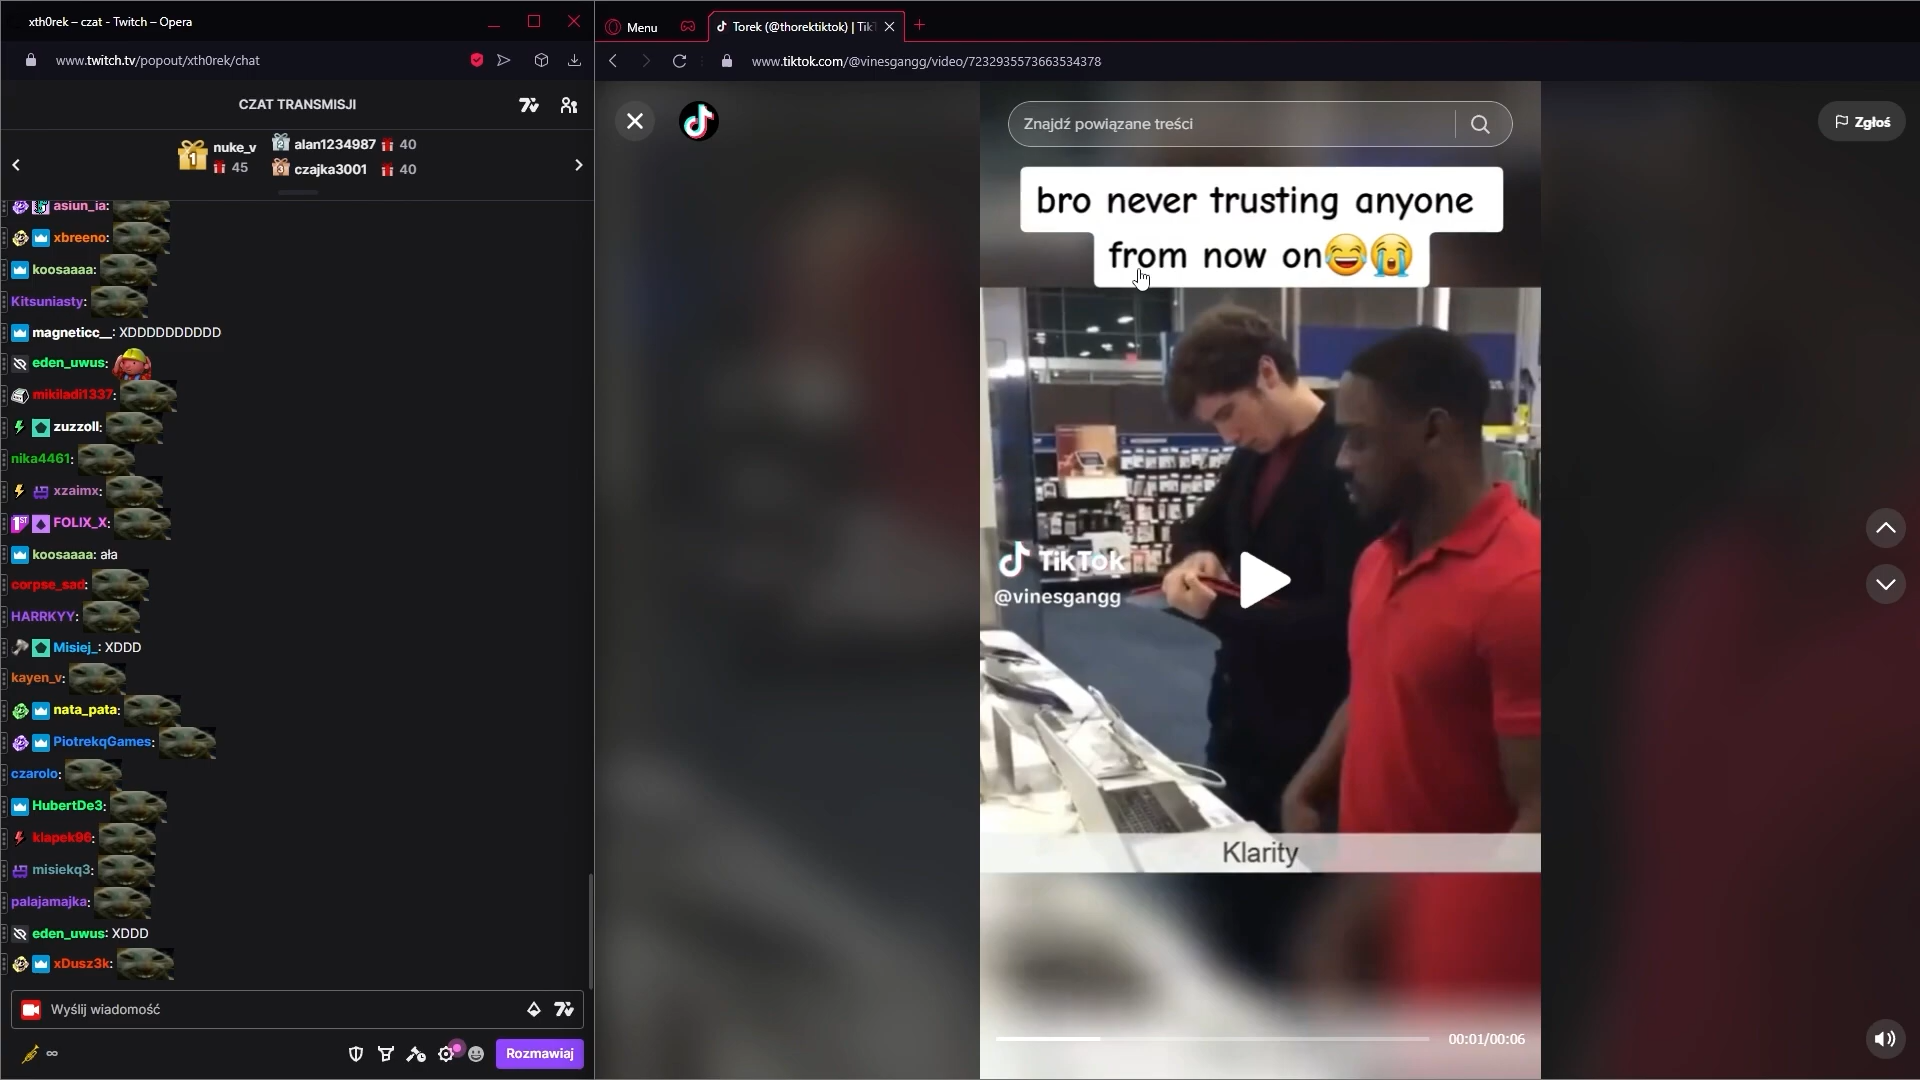 xth0rek – czat - Twitch – Opera
www.twitch.tv/popout/xth0rek/chat
CZAT TRANSMISJI
1 nuke_v 45
2 alan1234987 40
3 czajka3001 40
asiun_ia:
xbreeno:
koosaaaa:
Kitsuniasty:
magneticc__: XDDDDDDDDDD
eden_uwus:
mikiladi1337:
zuzzoll:
nika4461:
xzaimx:
1ST FOLIX_X:
koosaaaa: ała
corpse_sad:
HARRKYY:
Misiej_: XDDD
kayen_v:
nata_pata:
PiotrekqGames:
czarolo:
HubertDe3:
klapek96:
misiekq3:
palajamajka:
eden_uwus: XDDD
xDusz3k:
Wyślij wiadomość
∞
Rozmawiaj
Menu
Torek (@thorektiktok) | Tik
www.tiktok.com/@vinesgangg/video/7232935573663534378
Znajdź powiązane treści
Zgłoś
bro never trusting anyone
from now on😂😭
TikTok
@vinesgangg
Klarity
00:01/00:06